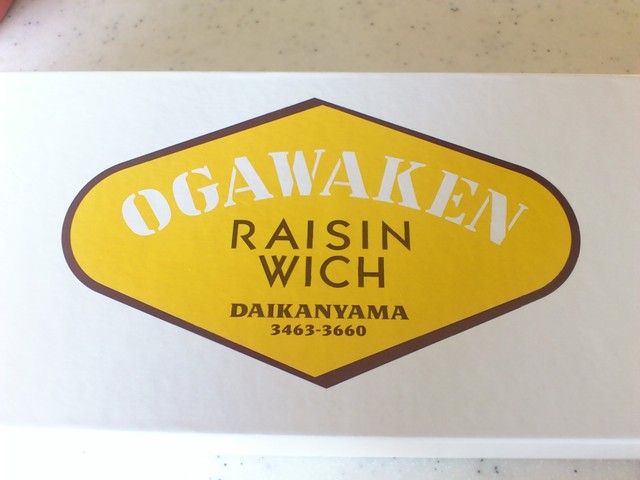 OGAWAKEN
RAISIN
WICH
DAIKANYAMA
3463-3660